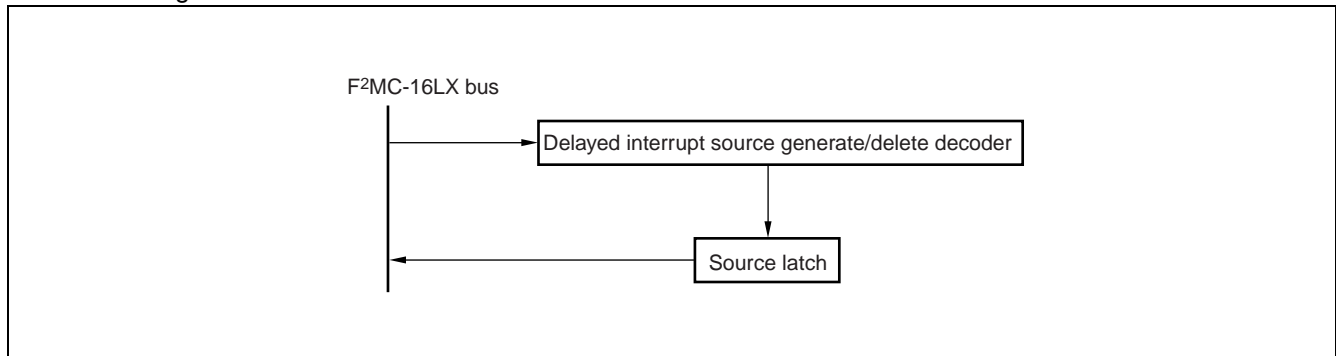 F2MC-16LX bus
Delayed interrupt source generate/delete decoder
Source latch